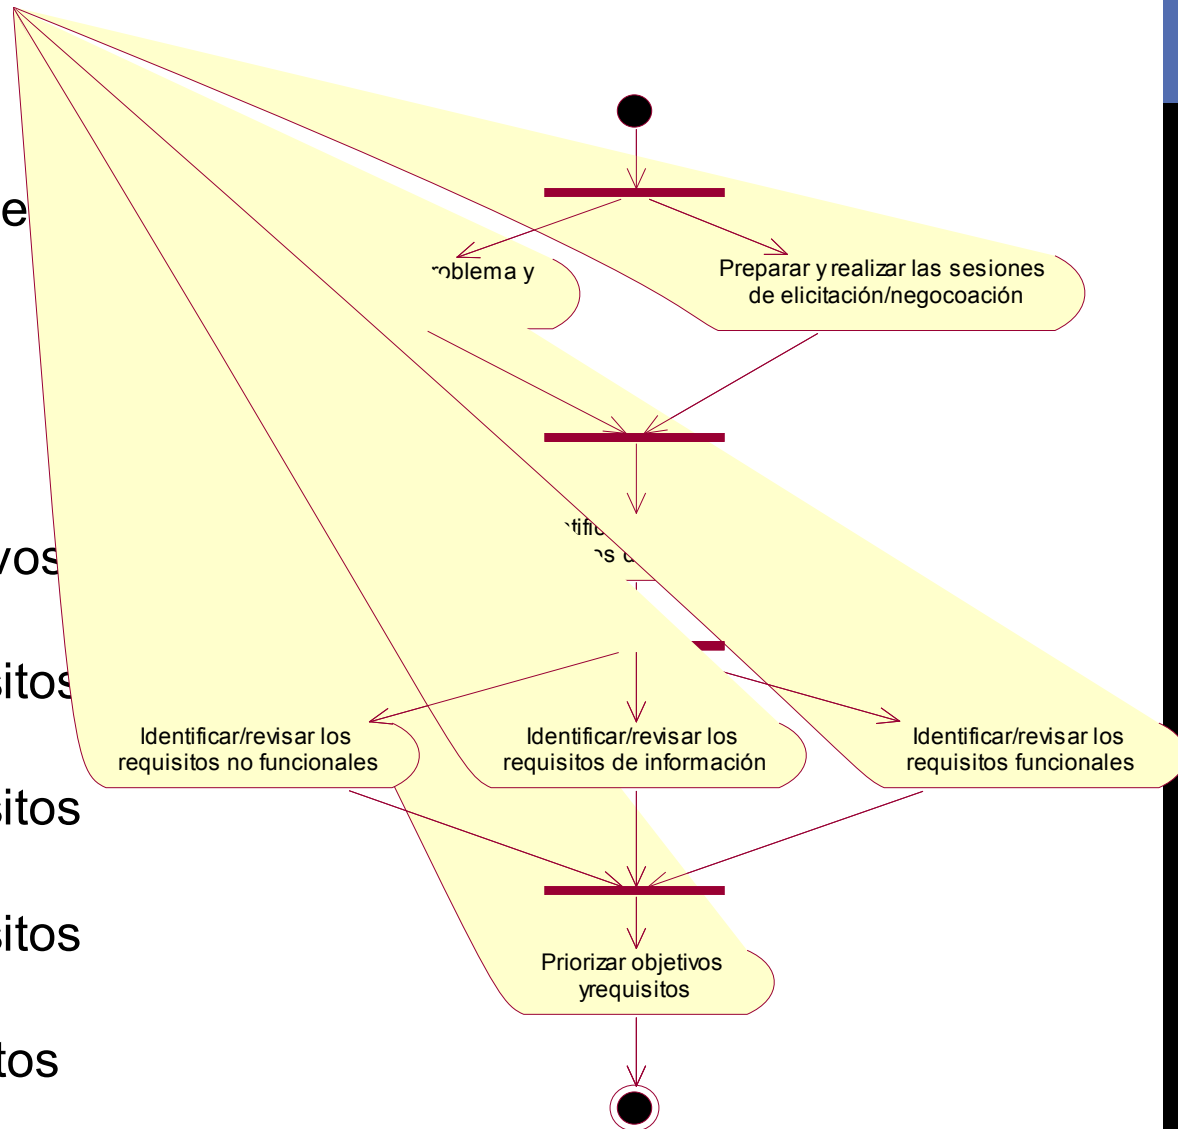 e
roblema y
Preparar y realizar las sesiones
de elicitación/negocoación
vos
sitos
Identificar/revisar los
requisitos no funcionales
Identificar/revisar los
requisitos de información
Identificar/revisar los
requisitos funcionales
sitos
sitos
Priorizar objetivos
yrequisitos
tos